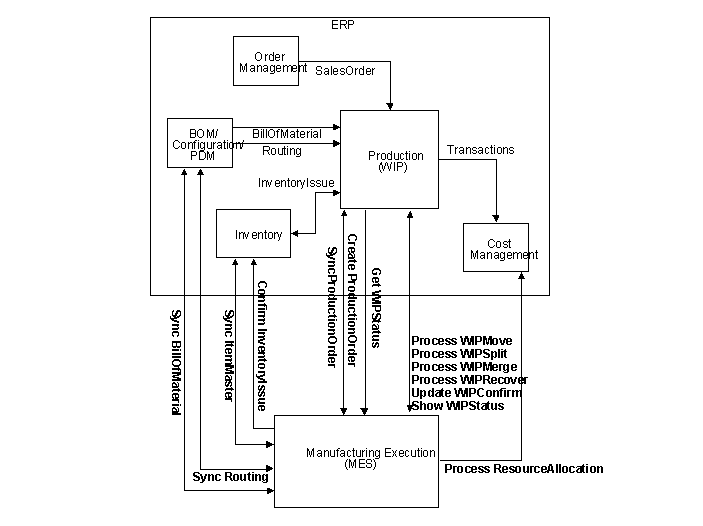 ERP
Order
Management
SalesOrder
BOM/
Configuration/
PDM
BillOfMaterial
Routing
Production
(WIP)
Transactions
InventoryIssue
Inventory
Cost
Management
Sync BillOfMaterial
Sync ItemMaster
Confirm InventoryIssue
SyncProductionOrder
Create ProductionOrder
Get WIPStatus
Process WIPMove
Process WIPSplit
Process WIPMerge
Process WIPRecover
Update WIPConfirm
Show WIPStatus
Manufacturing Execution
(MES)
Sync Routing
Process ResourceAllocation